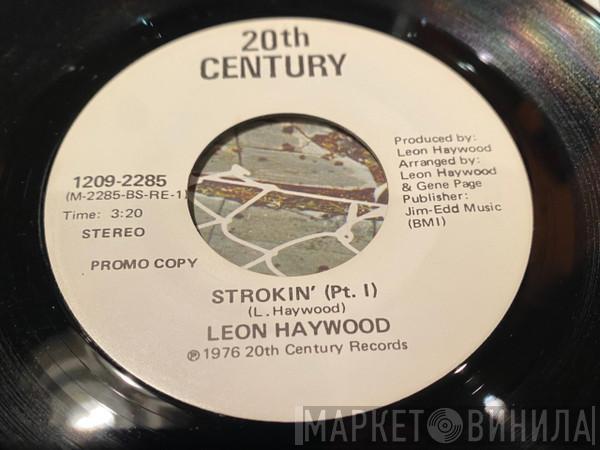 20th
CENTURY
1209-2285
(M-2285-BS-RE-1)
Time: 3:20
STEREO
PROMO COPY
Produced by:
Leon Haywood
Arranged by:
Leon Haywood
& Gene Page
Publisher:
Jim-Edd Music
(BMI)
STROKIN' (Pt. I)
(L. Haywood)
LEON HAYWOOD
℗ 1976 20th Century Records
МАРКЕТ ВИНИЛА